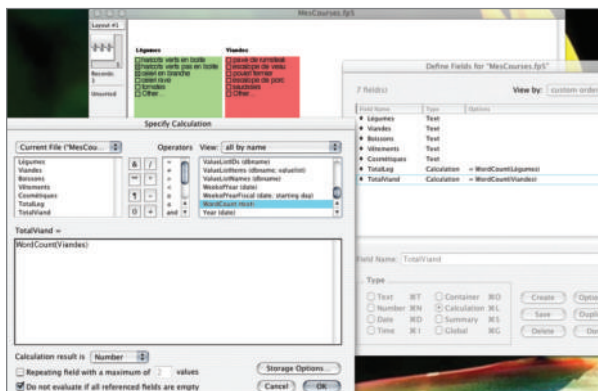 MesCourses.fp5
Layout #1
Records:
3
Unsorted
Légumes
haricots verts en boîte
haricots verts pas en boîte
céleri en branche
céleri rave
tomates
Other...
Viandes
pavé de rumsteak
escalope de veau
poulet fermier
escalope de porc
saucisses
Other...
Define Fields for "MesCourses.fp5"
7 field(s)
View by: custom order
Field Name Type Options
Légumes Text
Viandes Text
Boissons Text
Vêtements Text
Cosmétiques Text
TotalLeg Calculation = WordCount(Légumes)
TotalViand Calculation = WordCount(Viandes)
Field Name: TotalViand
Type
Text ⌘T
Number ⌘N
Date ⌘D
Time ⌘I
Container ⌘O
Calculation ⌘L
Summary ⌘S
Global ⌘G
Create
Save
Delete
Specify Calculation
Current File ("MesCou...
Operators
View: all by name
Légumes
Viandes
Boissons
Vêtements
Cosmétiques
TotalLeg
TotalViand
& /
" " *
¶ -
() +
and
ValueListIDs (dbname)
ValueListItems (dbname, valuelist)
ValueListNames (dbname)
WeekofYear (date)
WeekofYearFiscal (date, starting day)
WordCount (text)
Year (date)
TotalViand =
WordCount(Viandes)
Calculation result is Number
Repeating field with a maximum of 2 values
Do not evaluate if all referenced fields are empty
Storage Options...
Cancel
OK